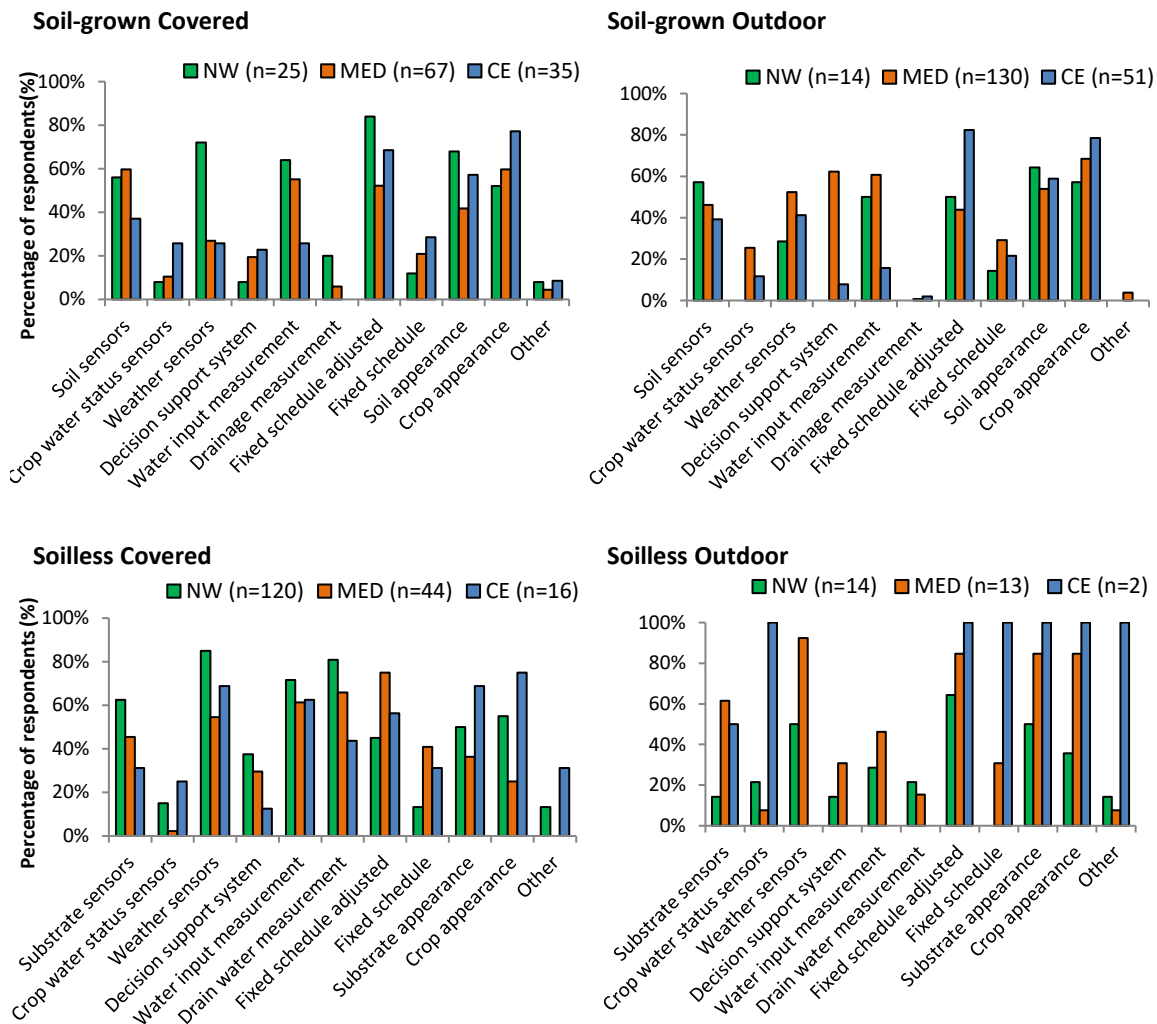 Soil-grown Covered
NW (n=25) MED (n=67) CE (n=35)
Percentage of respondents(%)
100%
80%
60%
40%
20%
0%
Soil sensors
Crop water status sensors
Weather sensors
Decision support system
Water input measurement
Drainage measurement
Fixed schedule adjusted
Fixed schedule
Soil appearance
Crop appearance
Other
Soil-grown Outdoor
NW (n=14) MED (n=130) CE (n=51)
100%
80%
60%
40%
20%
0%
Soil sensors
Crop water status sensors
Weather sensors
Decision support system
Water input measurement
Drainage measurement
Fixed schedule adjusted
Fixed schedule
Soil appearance
Crop appearance
Other
Soilless Covered
NW (n=120) MED (n=44) CE (n=16)
Percentage of respondents (%)
100%
80%
60%
40%
20%
0%
Substrate sensors
Crop water status sensors
Weather sensors
Decision support system
Water input measurement
Drain water measurement
Fixed schedule adjusted
Fixed schedule
Substrate appearance
Crop appearance
Other
Soilless Outdoor
NW (n=14) MED (n=13) CE (n=2)
100%
80%
60%
40%
20%
0%
Substrate sensors
Crop water status sensors
Weather sensors
Decision support system
Water input measurement
Drain water measurement
Fixed schedule adjusted
Fixed schedule
Substrate appearance
Crop appearance
Other